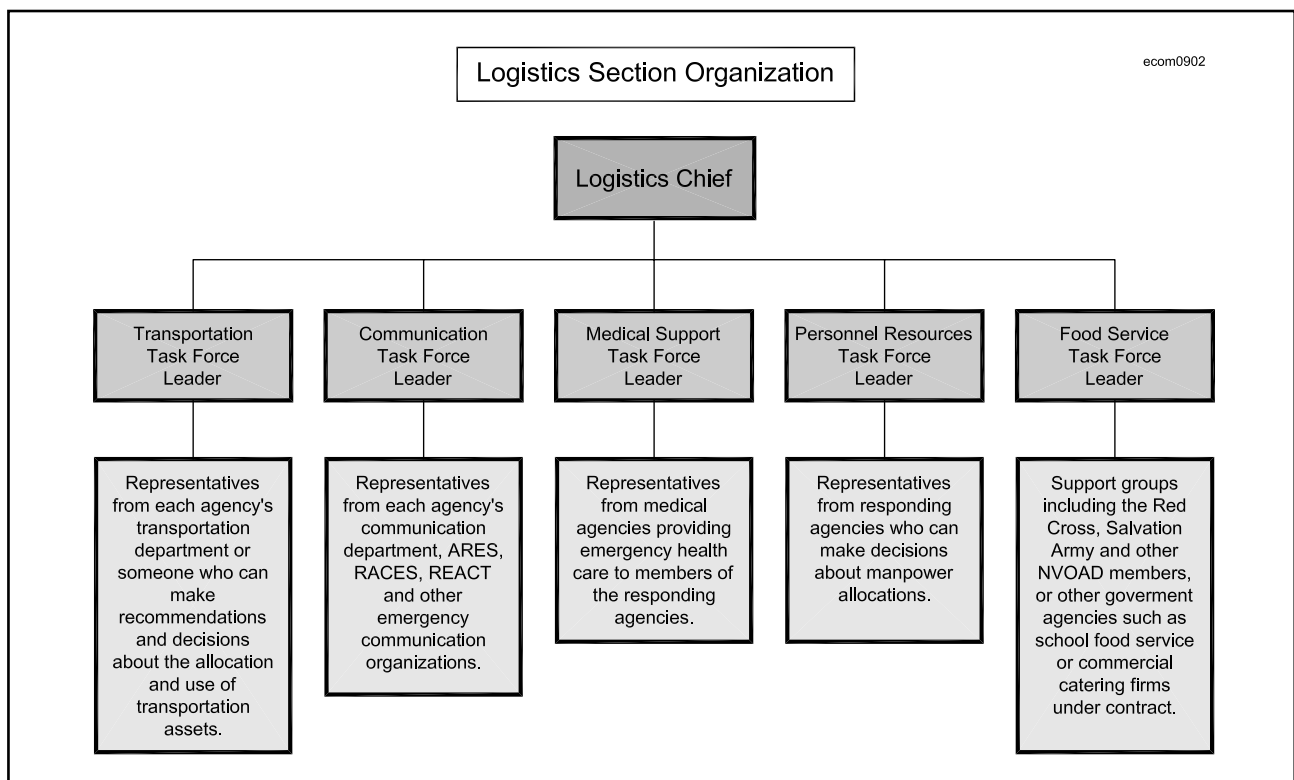 Logistics Section Organization
ecom0902
Logistics Chief
Transportation
Task Force
Leader
Communication
Task Force
Leader
Medical Support
Task Force
Leader
Personnel Resources
Task Force
Leader
Food Service
Task Force
Leader
Representatives
from each agency's
transportation
department or
someone who can
make
recommendations
and decisions
about the allocation
and use of
transportation
assets.
Representatives
from each agency's
communication
department, ARES,
RACES, REACT
and other
emergency
communication
organizations.
Representatives
from medical
agencies providing
emergency health
care to members of
the responding
agencies.
Representatives
from responding
agencies who can
make decisions
about manpower
allocations.
Support groups
including the Red
Cross, Salvation
Army and other
NVOAD members,
or other goverment
agencies such as
school food service
or commercial
catering firms
under contract.